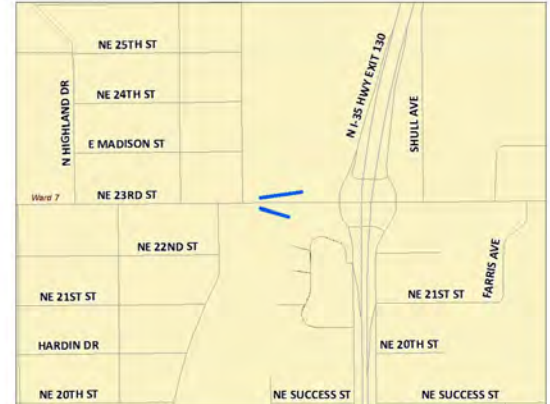 NE 25TH ST
N I-35 HWY EXIT 130
N HIGHLAND DR
NE 24TH ST
SHULL AVE
E MADISON ST
Ward 7
NE 23RD ST
NE 22ND ST
FARRIS AVE
NE 21ST ST
NE 21ST ST
HARDIN DR
NE 20TH ST
NE 20TH ST
NE SUCCESS ST
NE SUCCESS ST